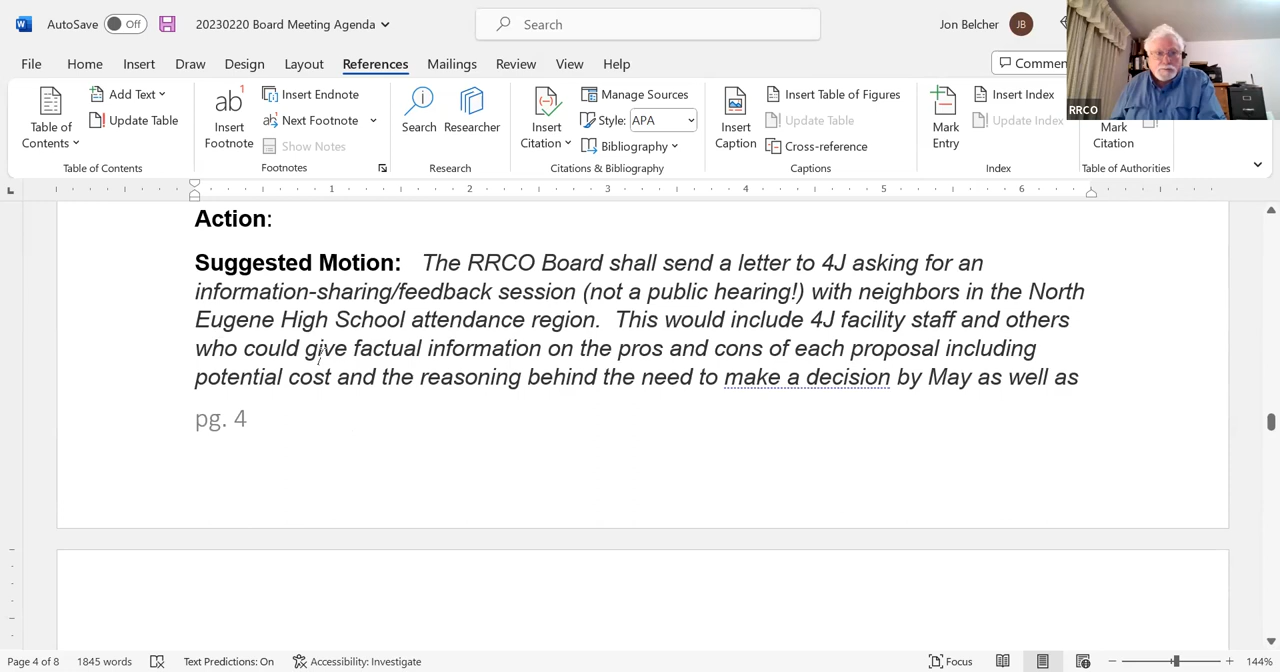 AutoSave Off 20230220 Board Meeting Agenda Search Jon Belcher JB
File Home Insert Draw Design Layout References Mailings Review View Help
Table of Contents
Add Text
Update Table
Table of Contents
ab1
Insert Footnote
Insert Endnote
Next Footnote
Show Notes
Footnotes
Search
Researcher
Research
Insert Citation
Manage Sources
Style: APA
Bibliography
Citations & Bibliography
Insert Caption
Insert Table of Figures
Update Table
Cross-reference
Captions
Mark Entry
Insert Index
Update Index
Index
Mark Citation
Table of Authorities
RRCO
1 2 3 4 5 6
Action:
Suggested Motion: The RRCO Board shall send a letter to 4J asking for an
information-sharing/feedback session (not a public hearing!) with neighbors in the North
Eugene High School attendance region. This would include 4J facility staff and others
who could give factual information on the pros and cons of each proposal including
potential cost and the reasoning behind the need to make a decision by May as well as
pg. 4
Page 4 of 8 1845 words Text Predictions: On Accessibility: Investigate Focus 144%